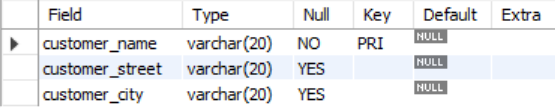 Field Type Null Key Default Extra
customer_name varchar(20) NO PRI NULL
customer_street varchar(20) YES NULL
customer_city varchar(20) YES NULL